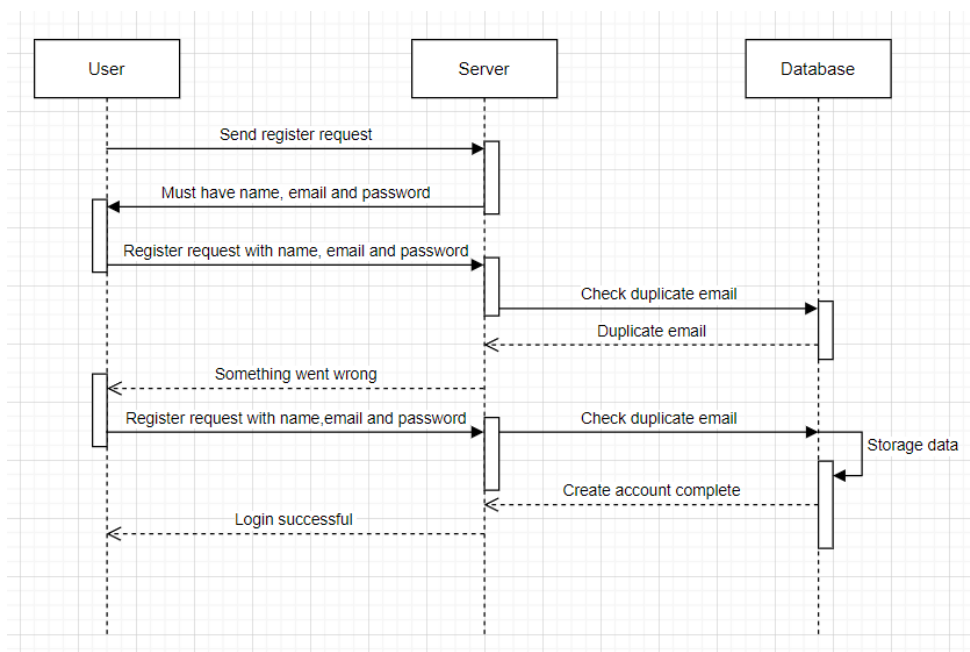 User
Server
Database
Send register request
Must have name, email and password
Register request with name, email and password
Check duplicate email
Duplicate email
Something went wrong
Register request with name,email and password
Check duplicate email
Storage data
Create account complete
Login successful